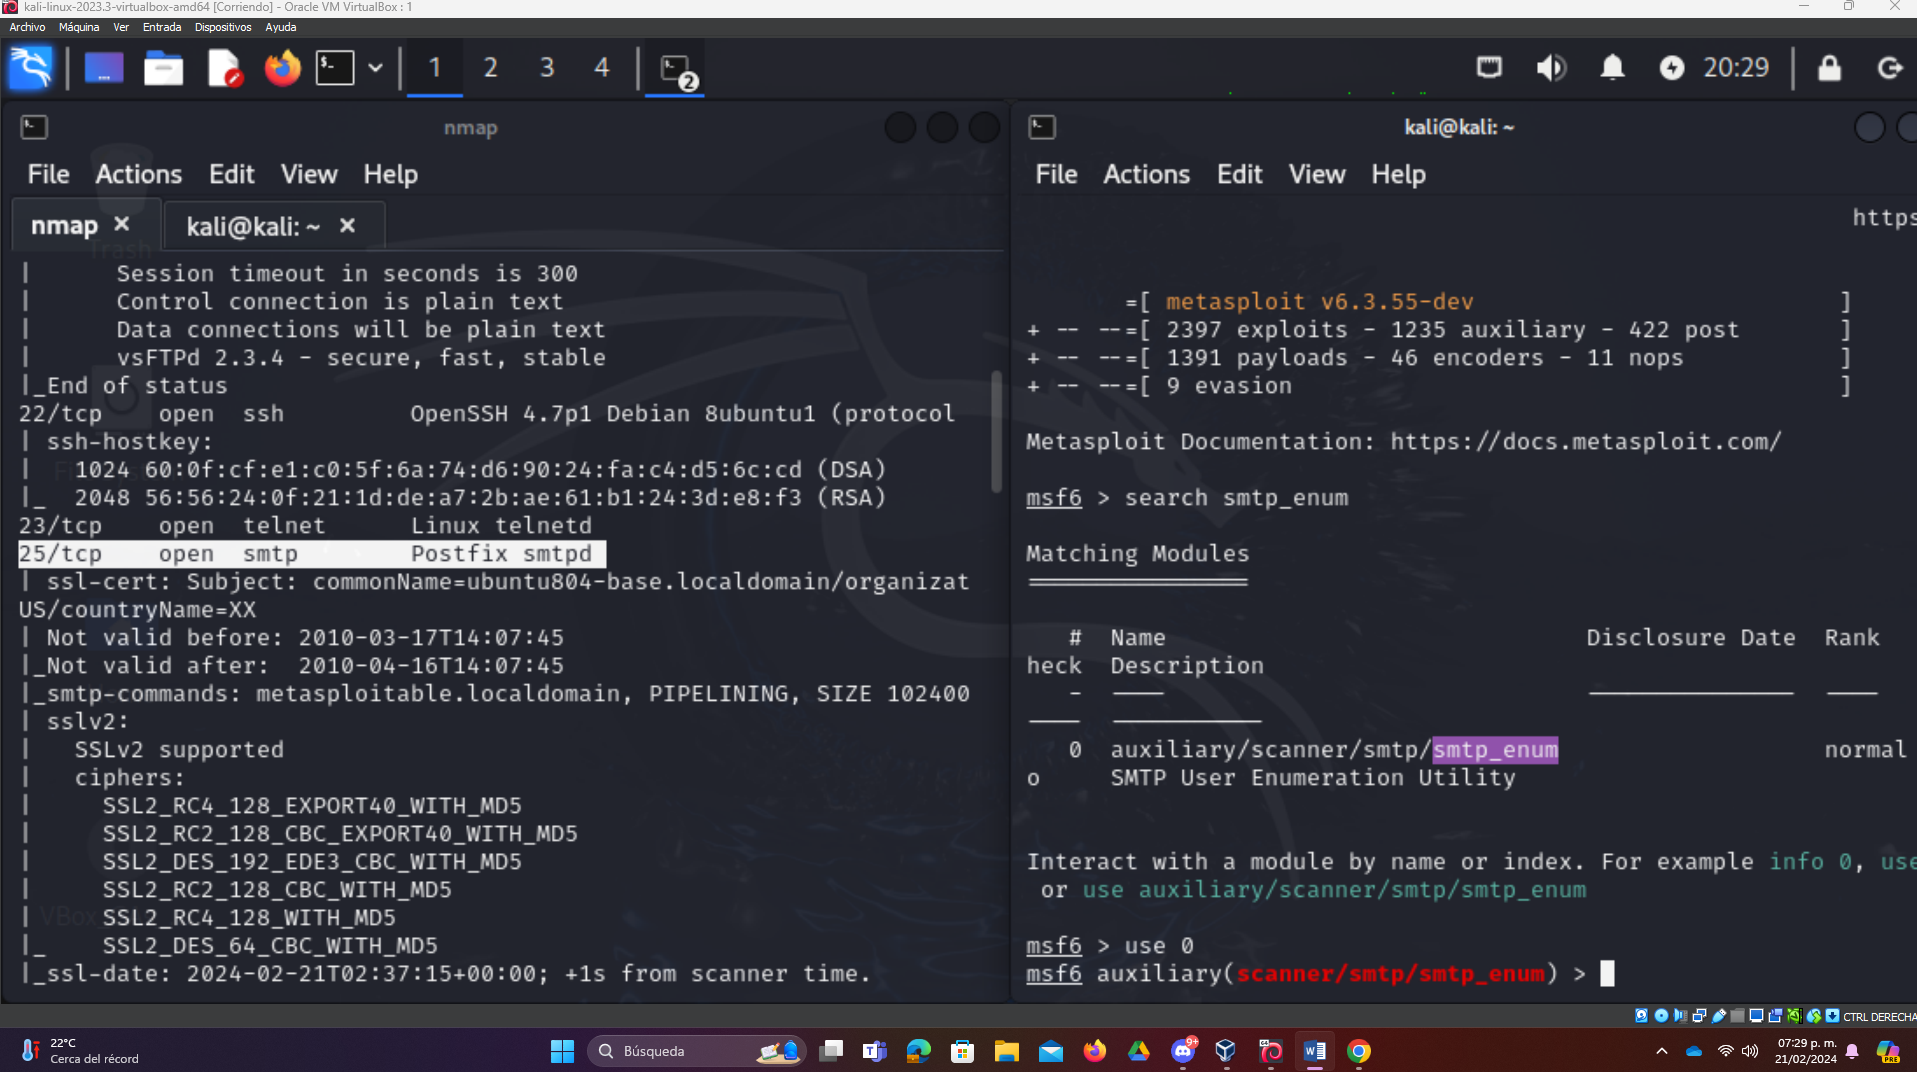 kali-linux-2023.3-virtualbox-amd64 [Corriendo] - Oracle VM VirtualBox : 1
Archivo Máquina Ver Entrada Dispositivos Ayuda
1 2 3 4 2 20:29
nmap
File Actions Edit View Help
nmap × kali@kali: ~ ×
Trash
| Session timeout in seconds is 300
| Control connection is plain text
| Data connections will be plain text
| vsFTPd 2.3.4 - secure, fast, stable
|_End of status
22/tcp open ssh OpenSSH 4.7p1 Debian 8ubuntu1 (protocol
| ssh-hostkey:
| 1024 60:0f:cf:e1:c0:5f:6a:74:d6:90:24:fa:c4:d5:6c:cd (DSA)
|_ 2048 56:56:24:0f:21:1d:de:a7:2b:ae:61:b1:24:3d:e8:f3 (RSA)
23/tcp open telnet Linux telnetd
25/tcp open smtp Postfix smtpd
| ssl-cert: Subject: commonName=ubuntu804-base.localdomain/organizat
US/countryName=XX
| Not valid before: 2010-03-17T14:07:45
|_Not valid after: 2010-04-16T14:07:45
|_smtp-commands: metasploitable.localdomain, PIPELINING, SIZE 102400
| sslv2:
| SSLv2 supported
| ciphers:
| SSL2_RC4_128_EXPORT40_WITH_MD5
| SSL2_RC2_128_CBC_EXPORT40_WITH_MD5
| SSL2_DES_192_EDE3_CBC_WITH_MD5
| SSL2_RC2_128_CBC_WITH_MD5
| SSL2_RC4_128_WITH_MD5
|_ SSL2_DES_64_CBC_WITH_MD5
|_ssl-date: 2024-02-21T02:37:15+00:00; +1s from scanner time.
kali@kali: ~
File Actions Edit View Help
https
=[ metasploit v6.3.55-dev ]
+ -- --=[ 2397 exploits - 1235 auxiliary - 422 post ]
+ -- --=[ 1391 payloads - 46 encoders - 11 nops ]
+ -- --=[ 9 evasion ]
Metasploit Documentation: https://docs.metasploit.com/
msf6 > search smtp_enum
Matching Modules
================
# Name Disclosure Date Rank
heck Description
- ---- --------------- ----
---- -----------
0 auxiliary/scanner/smtp/smtp_enum normal
o SMTP User Enumeration Utility
Interact with a module by name or index. For example info 0, use
or use auxiliary/scanner/smtp/smtp_enum
msf6 > use 0
msf6 auxiliary(scanner/smtp/smtp_enum) >
CTRL DERECHA
22°C
Cerca del récord
Búsqueda
9+
07:29 p. m.
21/02/2024
PRE